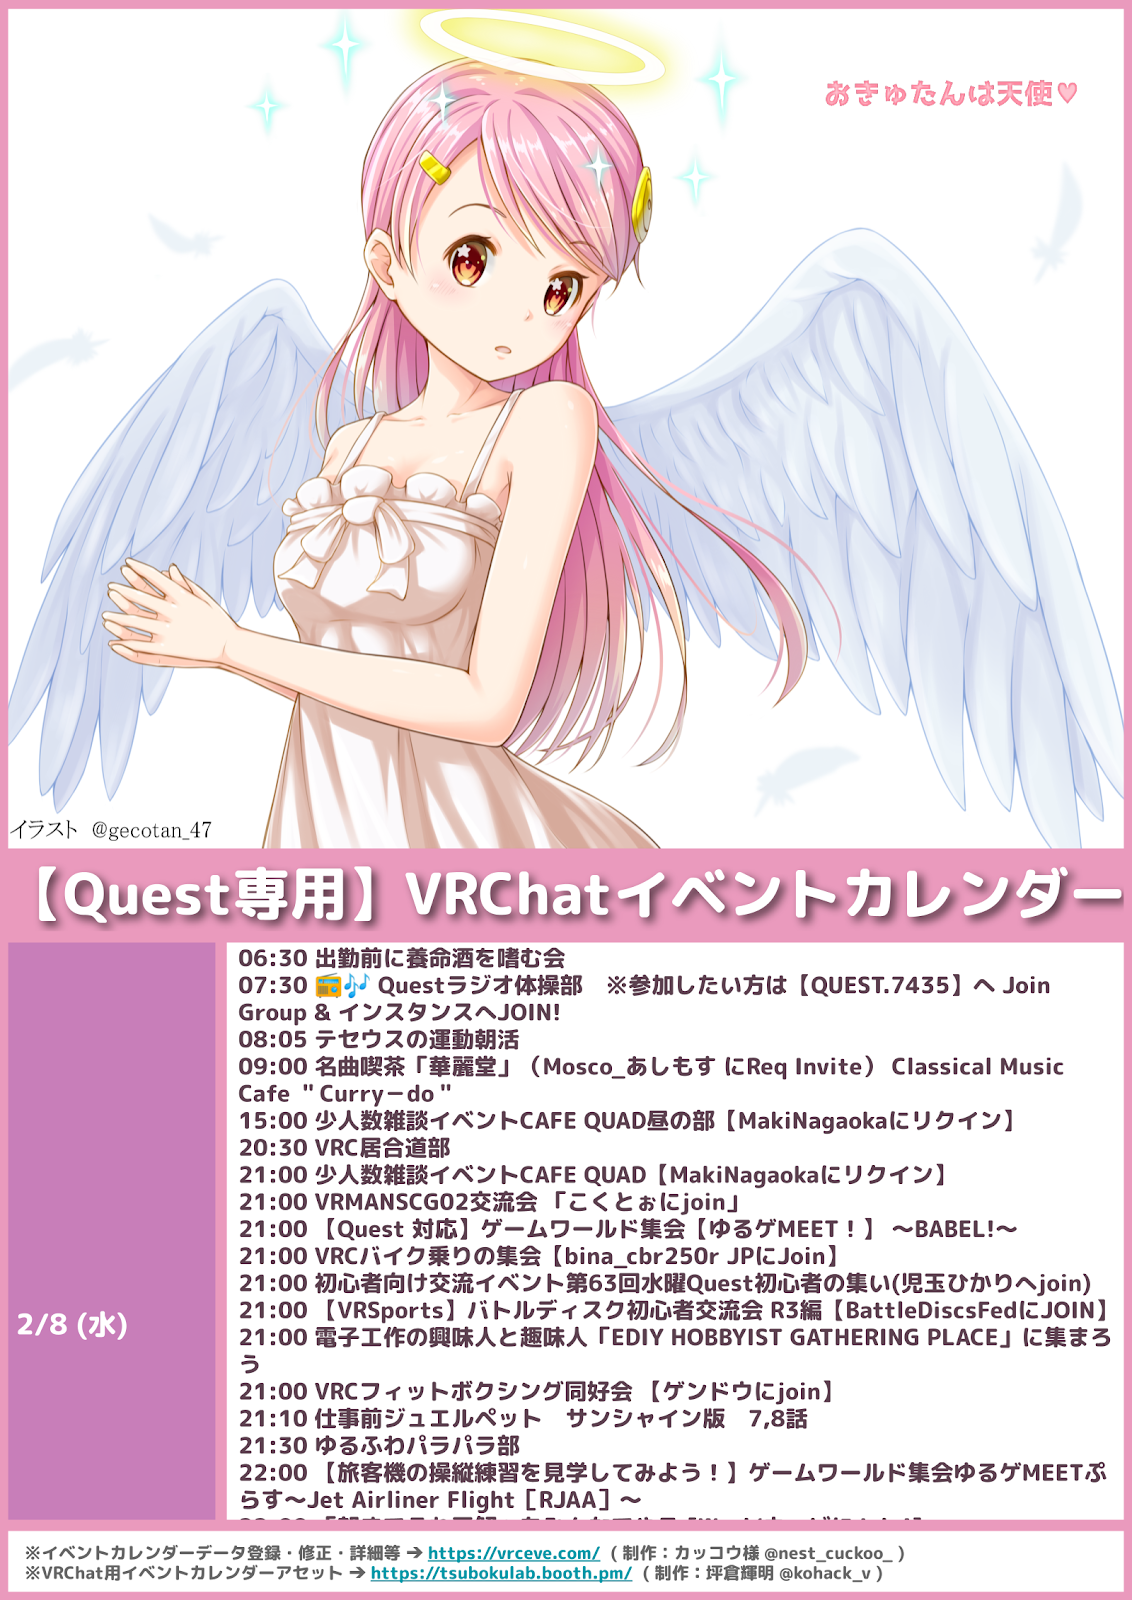 おきゅたんは天使♥
イラスト @gecotan_47
【Quest専用】VRChatイベントカレンダー
2/8 (水)
06:30 出勤前に養命酒を嗜む会
07:30 📻🎶 Questラジオ体操部　※参加したい方は【QUEST.7435】へ Join
Group & インスタンスへJOIN!
08:05 テセウスの運動朝活
09:00 名曲喫茶「華麗堂」（Mosco_あしもす にReq Invite） Classical Music
Cafe ＂Curry－do＂
15:00 少人数雑談イベントCAFE QUAD昼の部【MakiNagaokaにリクイン】
20:30 VRC居合道部
21:00 少人数雑談イベントCAFE QUAD【MakiNagaokaにリクイン】
21:00 VRMANSCG02交流会 「こくとぉにjoin」
21:00 【Quest 対応】ゲームワールド集会【ゆるゲMEET！】 〜BABEL!〜
21:00 VRCバイク乗りの集会【bina_cbr250r JPにJoin】
21:00 初心者向け交流イベント第63回水曜Quest初心者の集い(児玉ひかりへjoin)
21:00 【VRSports】バトルディスク初心者交流会 R3編【BattleDiscsFedにJOIN】
21:00 電子工作の興味人と趣味人「EDIY HOBBYIST GATHERING PLACE」に集まろ
う
21:00 VRCフィットボクシング同好会 【ゲンドウにjoin】
21:10 仕事前ジュエルペット　サンシャイン版　7,8話
21:30 ゆるふわパラパラ部
22:00 【旅客機の操縦練習を見学してみよう！】ゲームワールド集会ゆるゲMEETぷ
らす〜Jet Airliner Flight［RJAA］〜
※イベントカレンダーデータ登録・修正・詳細等 ➔ https://vrceve.com/ （ 制作：カッコウ様 @nest_cuckoo_ ）
※VRChat用イベントカレンダーアセット ➔ https://tsubokulab.booth.pm/ （ 制作：坪倉輝明 @kohack_v ）